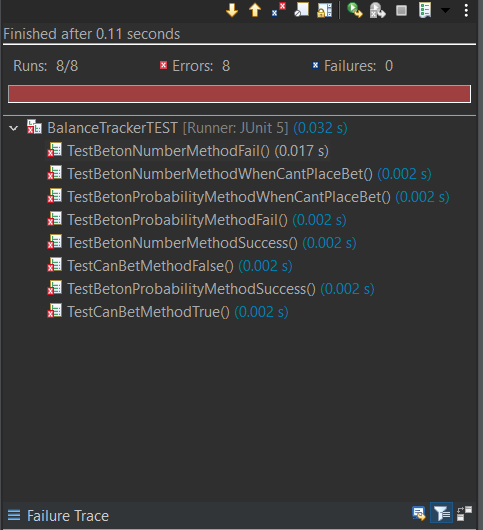 Finished after 0.11 seconds
Runs: 8/8 Errors: 8 Failures: 0
BalanceTrackerTEST [Runner: JUnit 5] (0.032 s)
TestBetonNumberMethodFail() (0.017 s)
TestBetonNumberMethodWhenCantPlaceBet() (0.002 s)
TestBetonProbabilityMethodWhenCantPlaceBet() (0.002 s)
TestBetonProbabilityMethodFail() (0.002 s)
TestBetonNumberMethodSuccess() (0.002 s)
TestCanBetMethodFalse() (0.002 s)
TestBetonProbabilityMethodSuccess() (0.002 s)
TestCanBetMethodTrue() (0.002 s)
Failure Trace